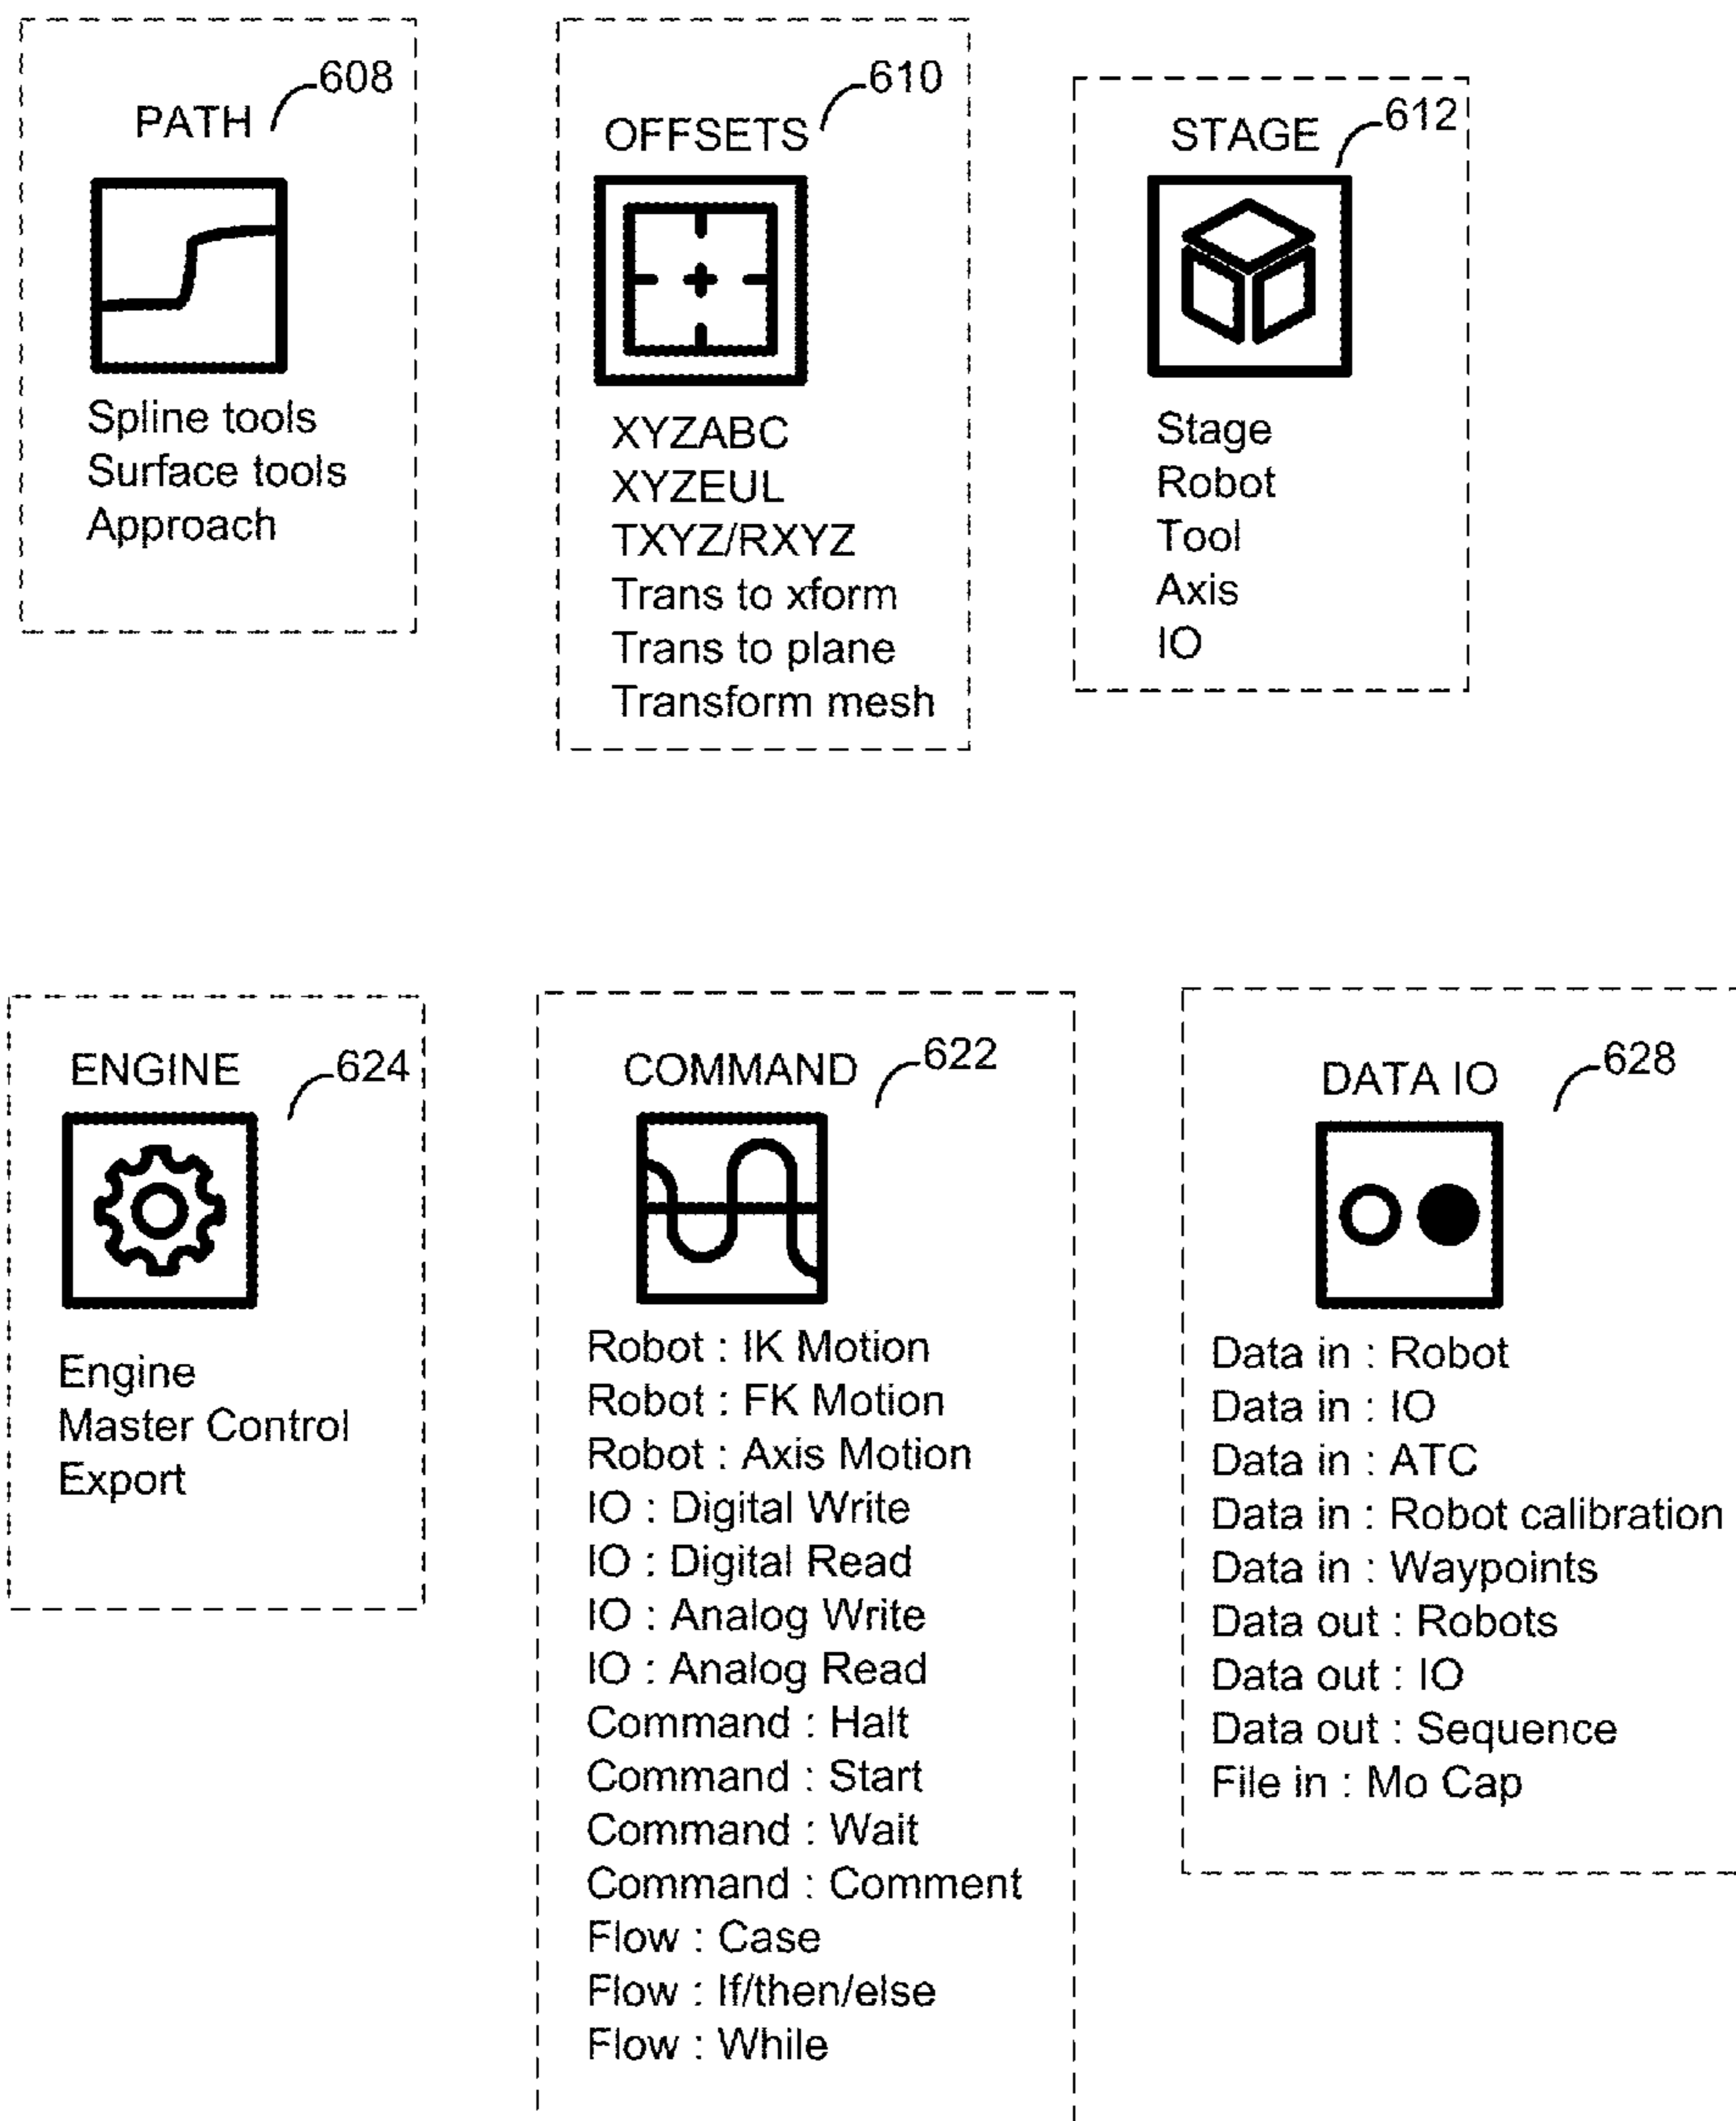 PATH
608
Spline tools
Surface tools
Approach
OFFSETS
610
XYZABC
XYZEUL
TXYZ/RXYZ
Trans to xform
Trans to plane
Transform mesh
STAGE
612
Stage
Robot
Tool
Axis
IO
ENGINE
624
Engine
Master Control
Export
COMMAND
622
Robot : IK Motion
Robot : FK Motion
Robot : Axis Motion
IO : Digital Write
IO : Digital Read
IO : Analog Write
IO : Analog Read
Command : Halt
Command : Start
Command : Wait
Command : Comment
Flow : Case
Flow : If/then/else
Flow : While
DATA IO
628
Data in : Robot
Data in : IO
Data in : ATC
Data in : Robot calibration
Data in : Waypoints
Data out : Robots
Data out : IO
Data out : Sequence
File in : Mo Cap